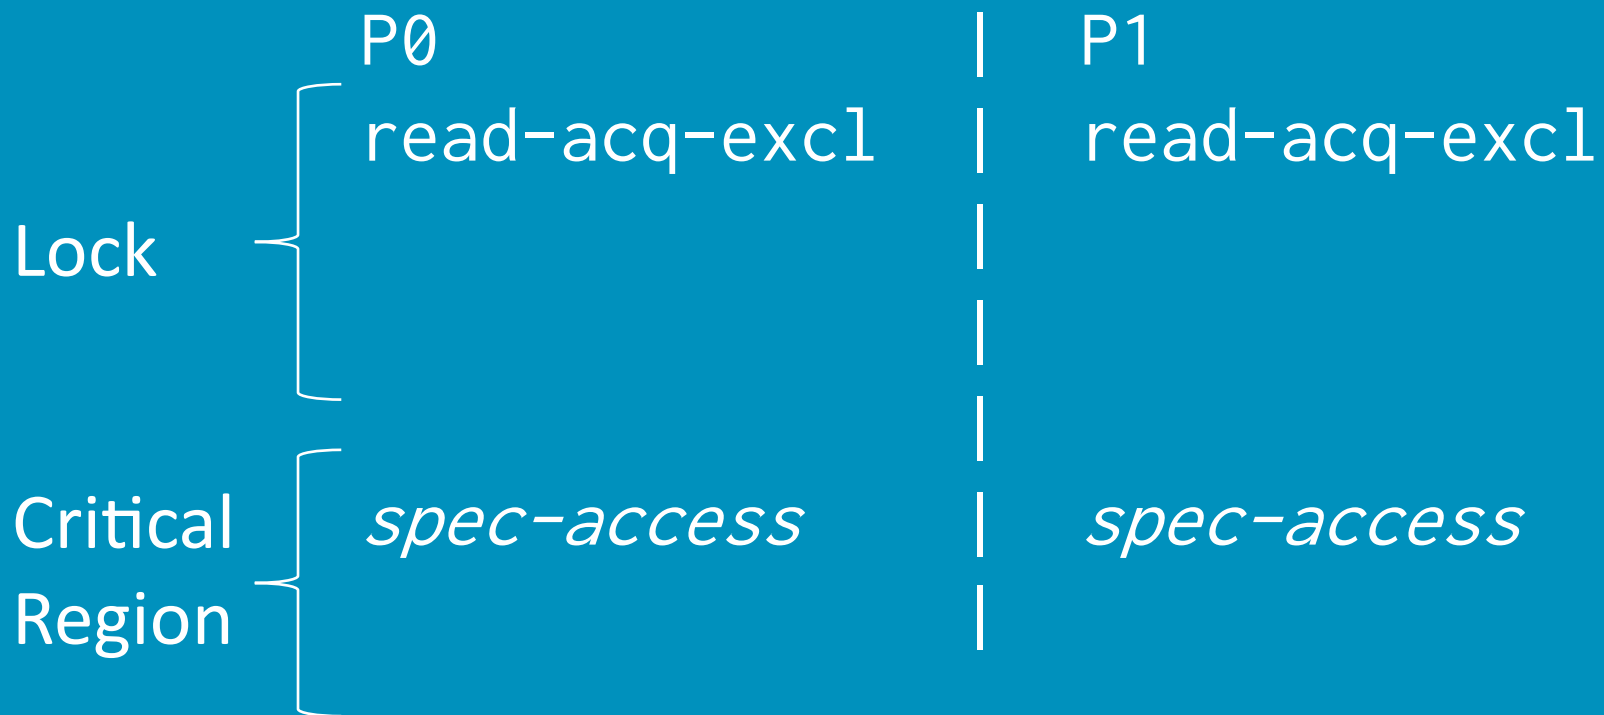 P0 | P1
read-acq-excl | read-acq-excl
Lock
Critical spec-access | spec-access
Region